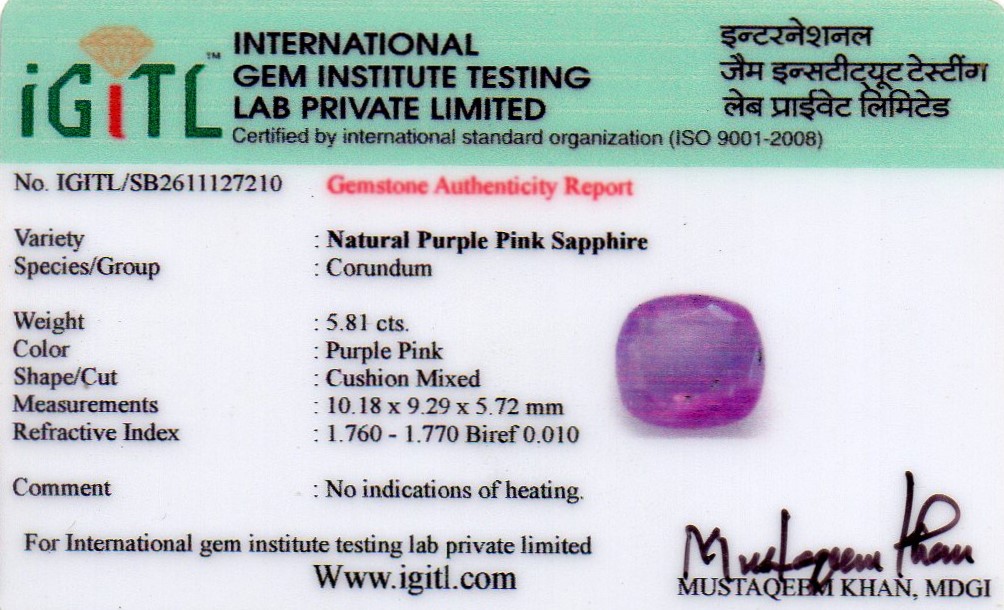 iGiTL™
INTERNATIONAL
GEM INSTITUTE TESTING
LAB PRIVATE LIMITED
Certified by international standard organization (ISO 9001-2008)
इन्टरनेशनल
जैम इन्सटीट्यूट टेस्टींग
लेब प्राईवेट लिमिटेड
No. IGITL/SB2611127210 Gemstone Authenticity Report
Variety : Natural Purple Pink Sapphire
Species/Group : Corundum
Weight : 5.81 cts.
Color : Purple Pink
Shape/Cut : Cushion Mixed
Measurements : 10.18 x 9.29 x 5.72 mm
Refractive Index : 1.760 - 1.770 Biref 0.010
Comment : No indications of heating.
For International gem institute testing lab private limited
Www.igitl.com
Mustaqeem Khan
MUSTAQEEM KHAN, MDGI